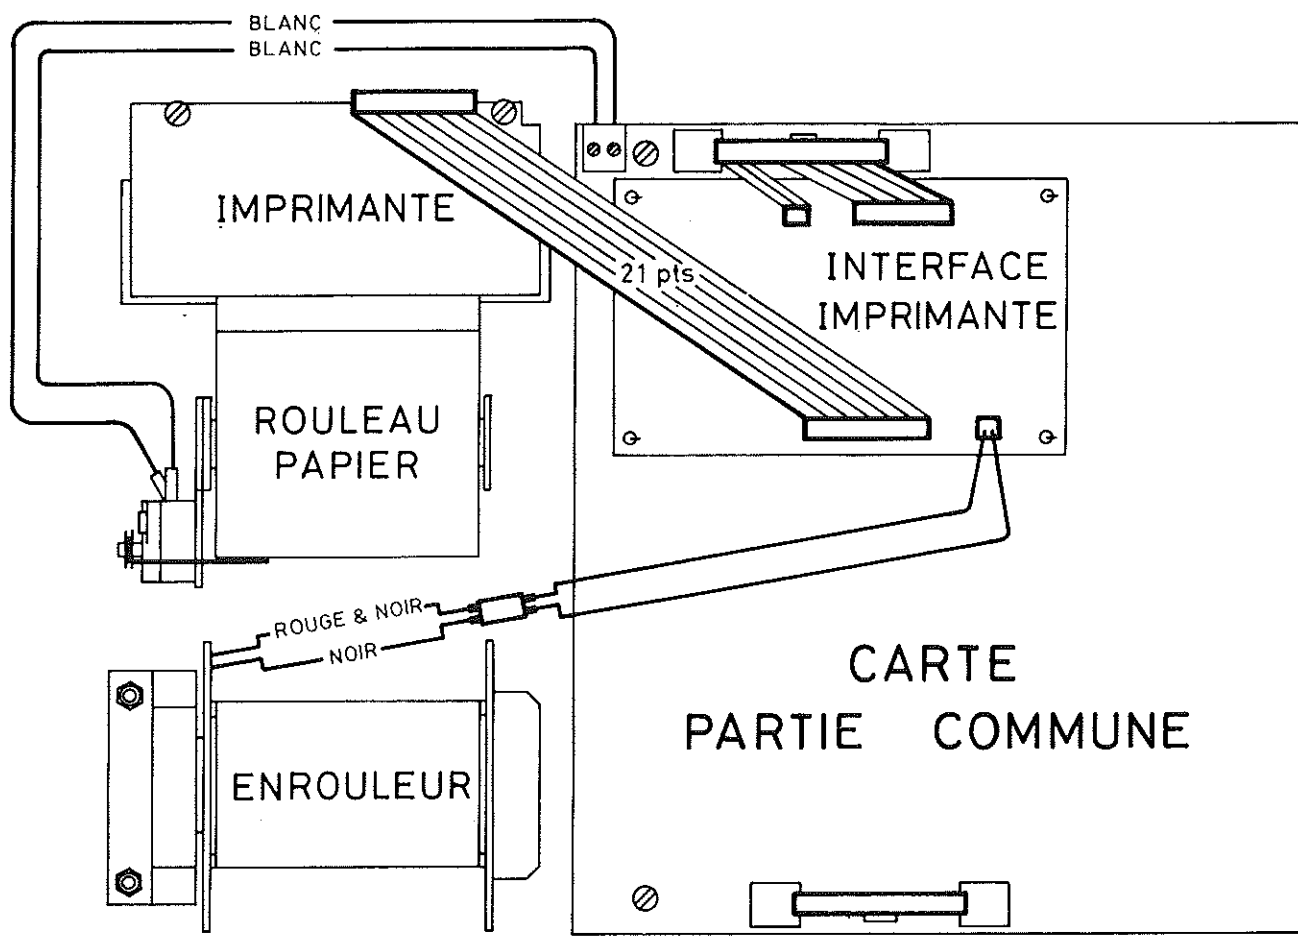 BLANC
BLANC
IMPRIMANTE
21 pts
INTERFACE
IMPRIMANTE
ROULEAU
PAPIER
ROUGE & NOIR
NOIR
CARTE
PARTIE COMMUNE
ENROULEUR